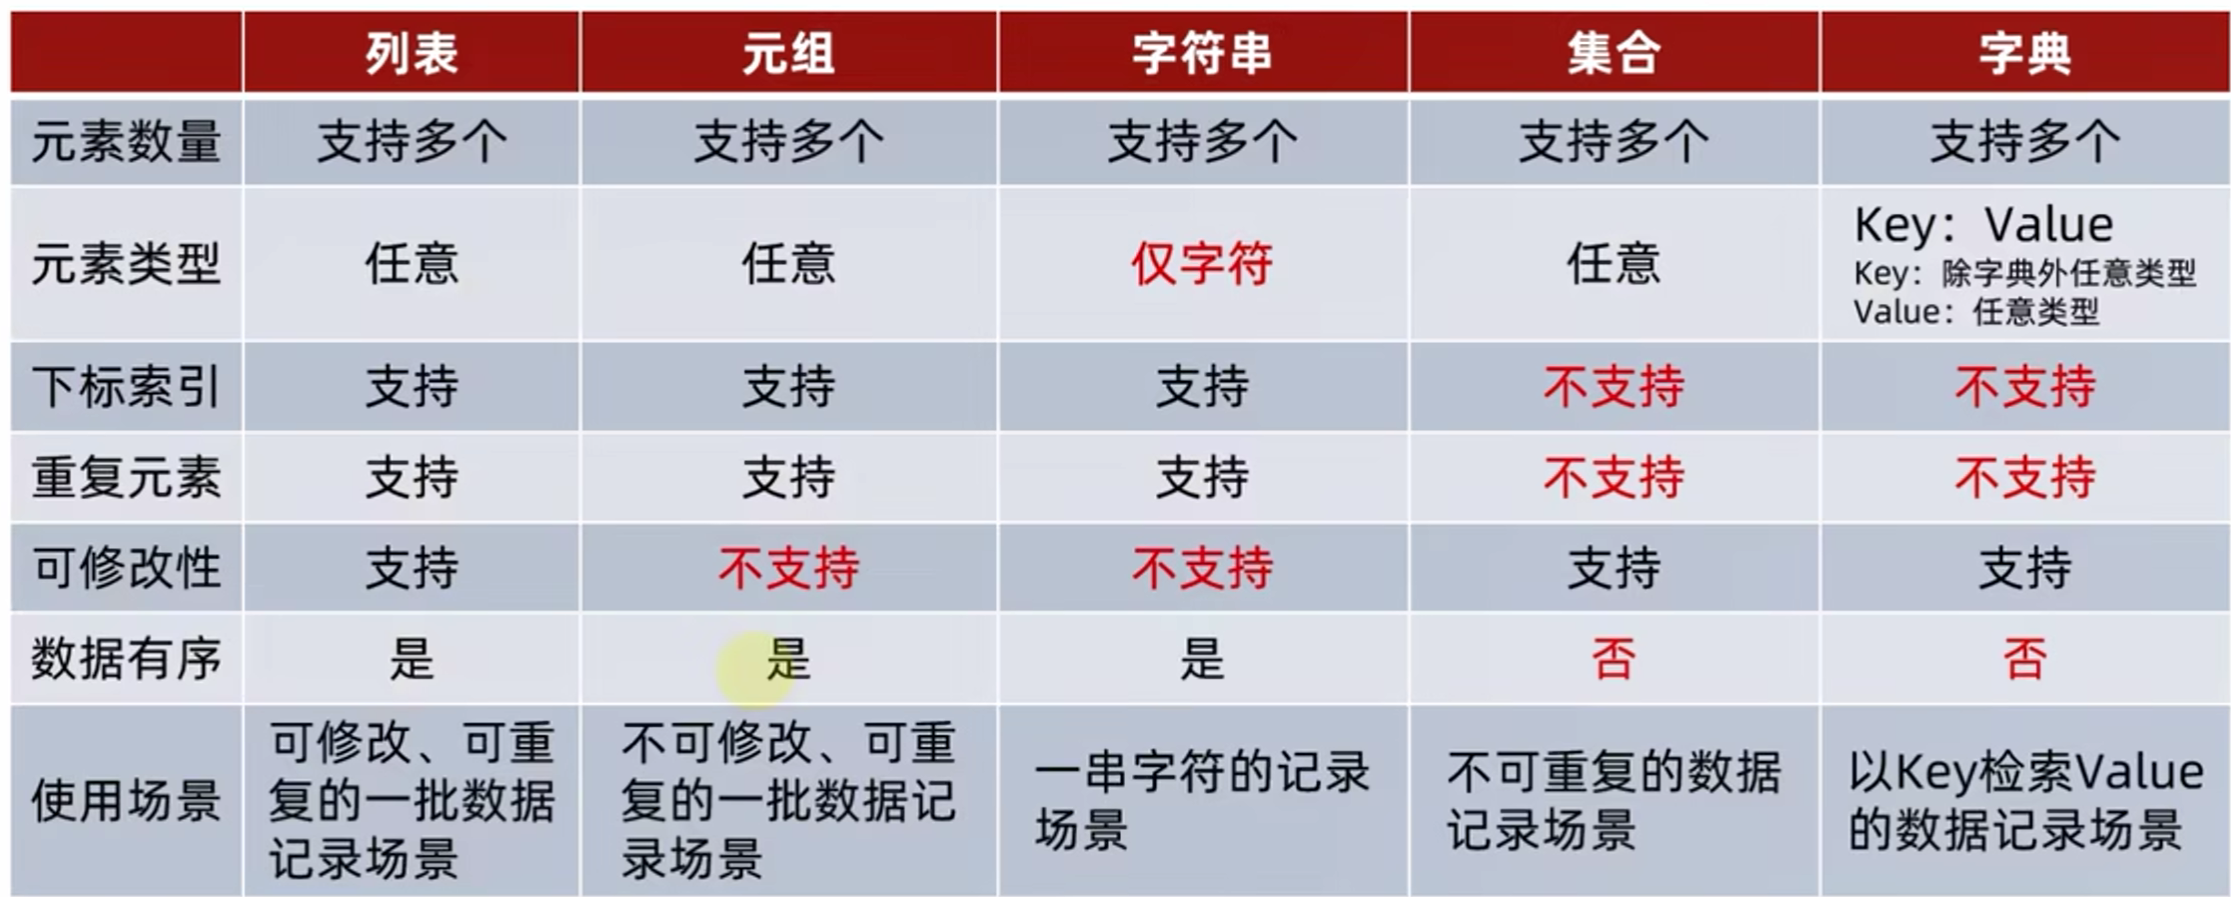 列表 元组 字符串 集合 字典
元素数量 支持多个 支持多个 支持多个 支持多个 支持多个
元素类型 任意 任意 仅字符 任意 Key：Value
Key：除字典外任意类型
Value：任意类型
下标索引 支持 支持 支持 不支持 不支持
重复元素 支持 支持 支持 不支持 不支持
可修改性 支持 不支持 不支持 支持 支持
数据有序 是 是 是 否 否
使用场景
可修改、可重
复的一批数据
记录场景
不可修改、可重
复的一批数据记
录场景
一串字符的记录
场景
不可重复的数据
记录场景
以Key检索Value
的数据记录场景